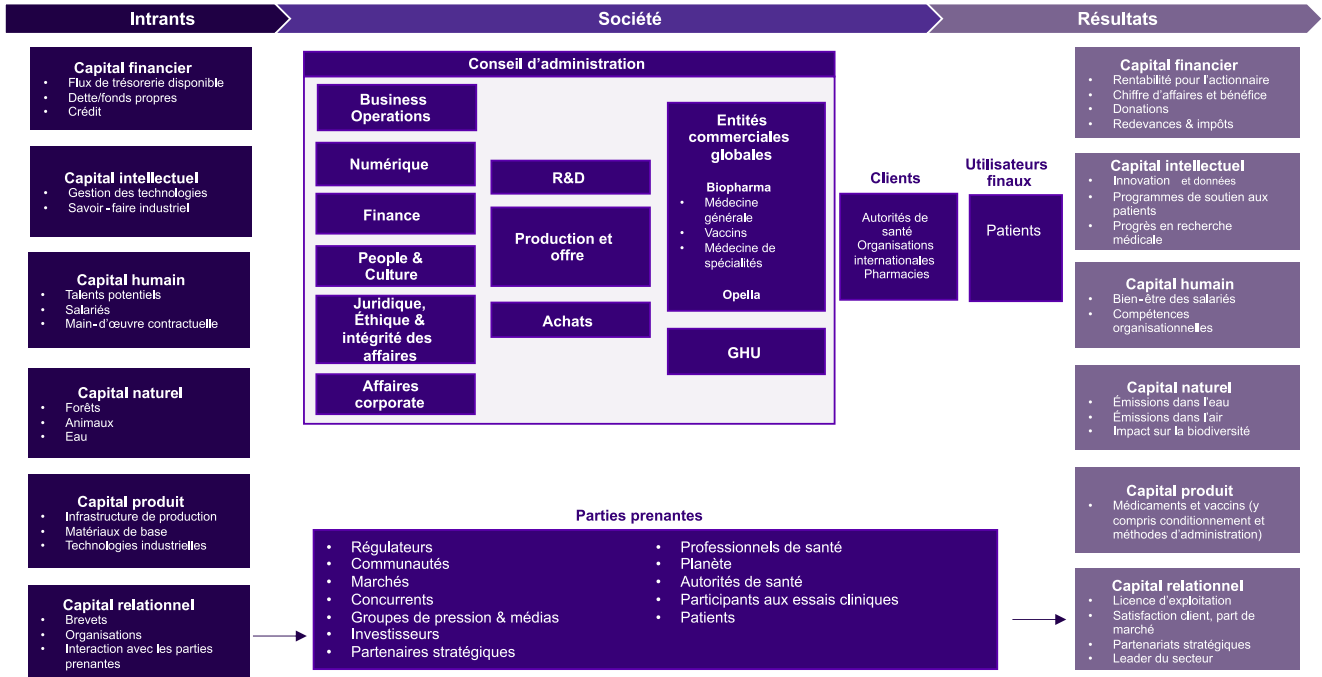 Intrants
Société
Résultats
Capital financier
• Flux de trésorerie disponible
• Dette/fonds propres
• Crédit
Capital intellectuel
• Gestion des technologies
• Savoir-faire industriel
Capital humain
• Talents potentiels
• Salariés
• Main-d'œuvre contractuelle
Capital naturel
• Forêts
• Animaux
• Eau
Capital produit
• Infrastructure de production
• Matériaux de base
• Technologies industrielles
Capital relationnel
• Brevets
• Organisations
• Interaction avec les parties
prenantes
Conseil d'administration
Business
Operations
Numérique
Finance
People &
Culture
Juridique,
Éthique &
intégrité des
affaires
Affaires
corporate
R&D
Production et
offre
Achats
Entités
commerciales
globales
Biopharma
• Médecine
générale
• Vaccins
• Médecine de
spécialités
Opella
GHU
Clients
Autorités de
santé
Organisations
internationales
Pharmacies
Utilisateurs
finaux
Patients
Parties prenantes
• Régulateurs
• Communautés
• Marchés
• Concurrents
• Groupes de pression & médias
• Investisseurs
• Partenaires stratégiques
• Professionnels de santé
• Planète
• Autorités de santé
• Participants aux essais cliniques
• Patients
Capital financier
• Rentabilité pour l'actionnaire
• Chiffre d'affaires et bénéfice
• Donations
• Redevances & impôts
Capital intellectuel
• Innovation et données
• Programmes de soutien aux
patients
• Progrès en recherche
médicale
Capital humain
• Bien-être des salariés
• Compétences
organisationnelles
Capital naturel
• Émissions dans l'eau
• Émissions dans l'air
• Impact sur la biodiversité
Capital produit
• Médicaments et vaccins (y
compris conditionnement et
méthodes d'administration)
Capital relationnel
• Licence d'exploitation
• Satisfaction client, part de
marché
• Partenariats stratégiques
• Leader du secteur